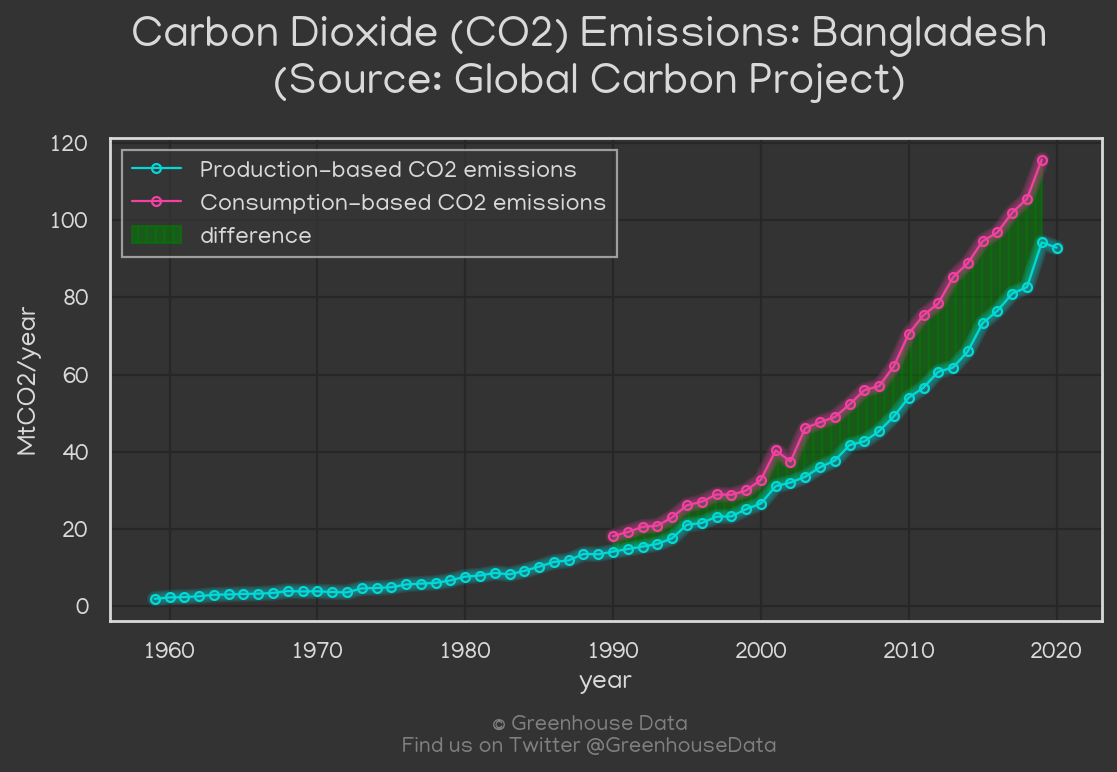 Carbon Dioxide (CO2) Emissions: Bangladesh
(Source: Global Carbon Project)
120
100
80
60
40
20
0
MtCO2/year
Production-based CO2 emissions
Consumption-based CO2 emissions
difference
1960 1970 1980 1990 2000 2010 2020
year
© Greenhouse Data
Find us on Twitter @GreenhouseData